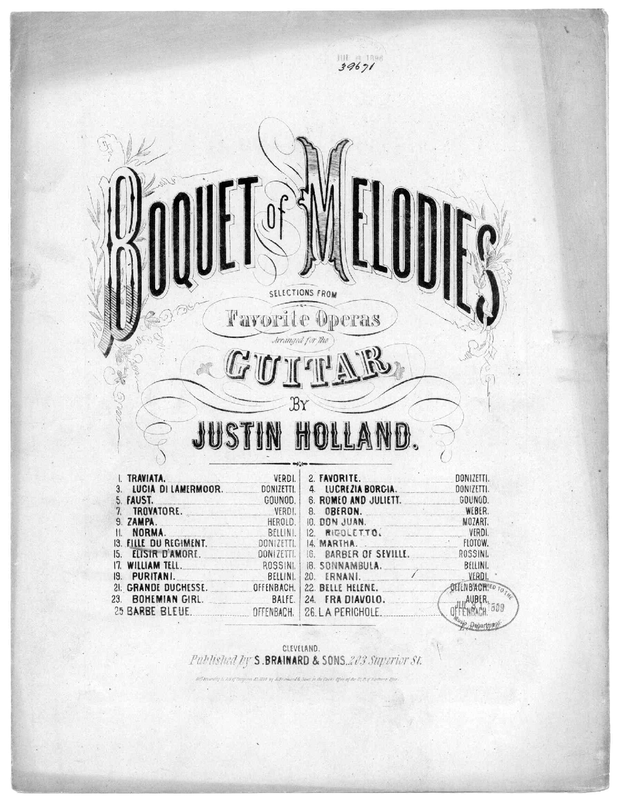 39671
BOQUET of MELODIES
SELECTIONS FROM
Favorite Operas
Arranged for the
GUITAR
BY
JUSTIN HOLLAND.
1. TRAVIATA. VERDI.
2. FAVORITE. DONIZETTI.
3. LUCIA DI LAMERMOOR. DONIZETTI.
4. LUCREZIA BORGIA. DONIZETTI.
5. FAUST. GOUNOD.
6. ROMEO AND JULIETT. GOUNOD.
7. TROVATORE. VERDI.
8. OBERON. WEBER.
9. ZAMPA. HEROLD.
10. DON JUAN. MOZART.
11. NORMA. BELLINI.
12. RIGOLETTO. VERDI.
13. FILLE DU REGIMENT. DONIZETTI.
14. MARTHA. FLOTOW.
15. ELISIR D'AMORE. DONIZETTI.
16. BARBER OF SEVILLE. ROSSINI.
17. WILLIAM TELL. ROSSINI.
18. SONNAMBULA. BELLINI.
19. PURITANI. BELLINI.
20. ERNANI. VERDI.
21. GRANDE DUCHESSE. OFFENBACH.
22. BELLE HELENE. OFFENBACH.
23. BOHEMIAN GIRL. BALFE.
24. FRA DIAVOLO. AUBER.
25. BARBE BLEUE. OFFENBACH.
26. LA PERICHOLE. OFFENBACH.
CLEVELAND.
Published by S. BRAINARD & SONS. 203 Superior St.